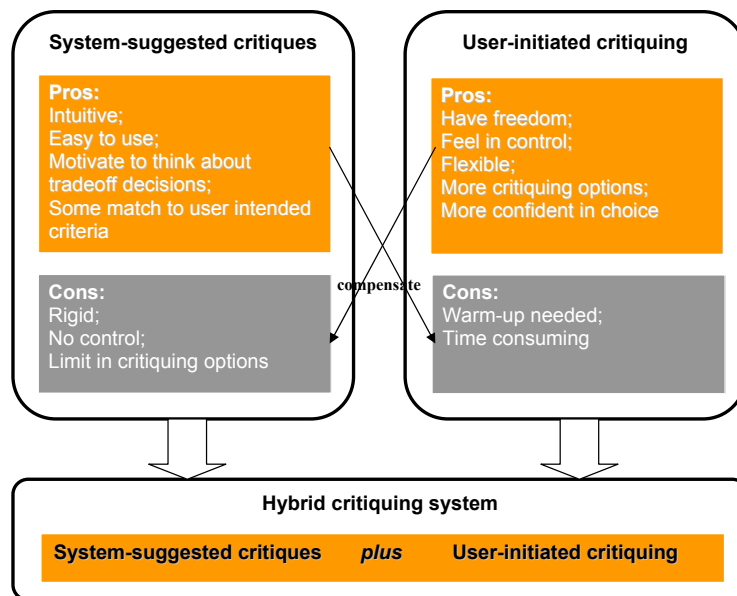 System-suggested critiques
Pros:
Intuitive;
Easy to use;
Motivate to think about
tradeoff decisions;
Some match to user intended
criteria
Cons:
Rigid;
No control;
Limit in critiquing options
compensate
User-initiated critiquing
Pros:
Have freedom;
Feel in control;
Flexible;
More critiquing options;
More confident in choice
Cons:
Warm-up needed;
Time consuming
Hybrid critiquing system
System-suggested critiques plus User-initiated critiquing